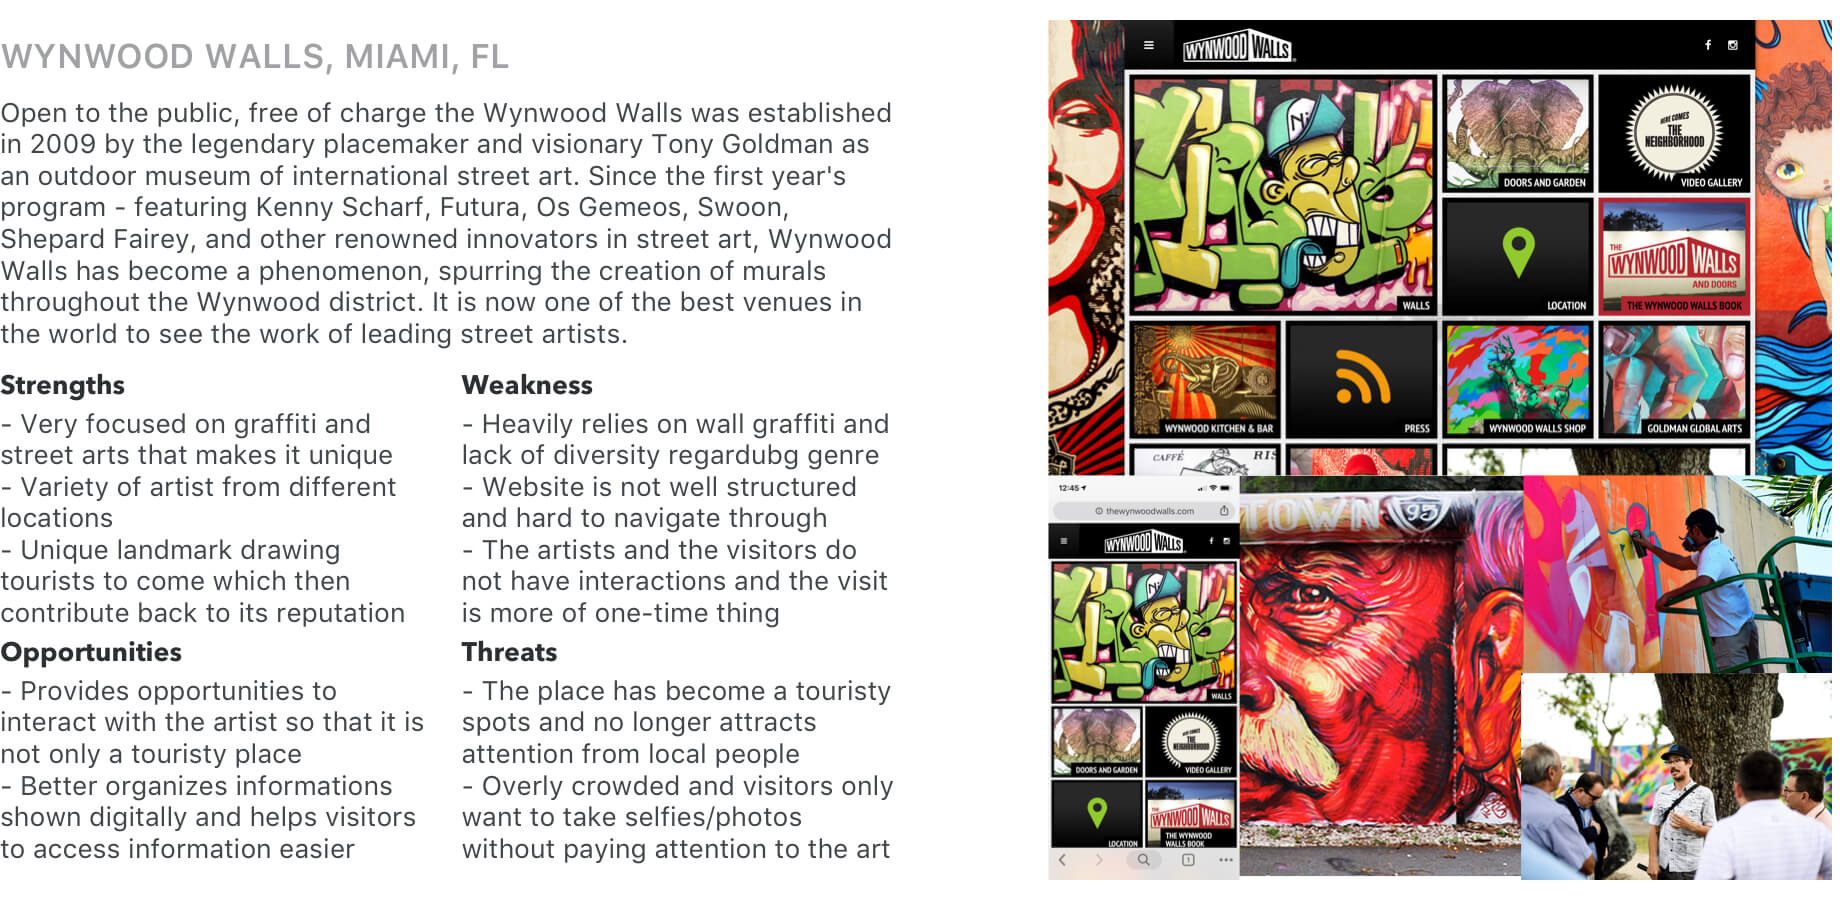 WYNWOOD WALLS, MIAMI, FL
Open to the public, free of charge the Wynwood Walls was established
in 2009 by the legendary placemaker and visionary Tony Goldman as
an outdoor museum of international street art. Since the first year's
program - featuring Kenny Scharf, Futura, Os Gemeos, Swoon,
Shepard Fairey, and other renowned innovators in street art, Wynwood
Walls has become a phenomenon, spurring the creation of murals
throughout the Wynwood district. It is now one of the best venues in
the world to see the work of leading street artists.
Strengths
- Very focused on graffiti and
street arts that makes it unique
- Variety of artist from different
locations
- Unique landmark drawing
tourists to come which then
contribute back to its reputation
Weakness
- Heavily relies on wall graffiti and
lack of diversity regardubg genre
- Website is not well structured
and hard to navigate through
- The artists and the visitors do
not have interactions and the visit
is more of one-time thing
Opportunities
- Provides opportunities to
interact with the artist so that it is
not only a touristy place
- Better organizes informations
shown digitally and helps visitors
to access information easier
Threats
- The place has become a touristy
spots and no longer attracts
attention from local people
- Overly crowded and visitors only
want to take selfies/photos
without paying attention to the art
WYNWOOD WALLS
Ni
WALLS
DOORS AND GARDEN
HERE COMES
THE
NEIGHBORHOOD
VIDEO GALLERY
LOCATION
THE
WYNWOOD WALLS
AND DOORS
THE WYNWOOD WALLS BOOK
WYNWOOD KITCHEN & BAR
PRESS
WYNWOOD WALLS SHOP
GOLDMAN GLOBAL ARTS
CAFFÉ RIS
12:45
thewynwoodwalls.com
WYNWOOD WALLS
Ni
WALLS
DOORS AND GARDEN
HERE COMES
THE
NEIGHBORHOOD
VIDEO GALLERY
LOCATION
THE
WYNWOOD WALLS
AND DOORS
THE WYNWOOD
WALLS BOOK
1
TOWN 95